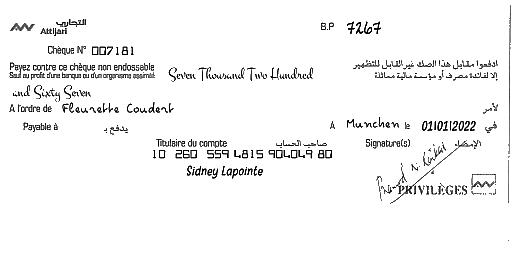 التجاري
Attijari
B.P 7267
Chèque N° 007181
Payez contre ce chèque non endossable
Sauf au profit d'une banque ou d'un organisme assimilé
Seven Thousand Two Hundred
ادفعوا مقابل هذا الصك غير القابل للتظهير
إلا لفائدة مصرف أو مؤسسة مالية مماثلة
and Sixty Seven
A l'ordre de Fleurette Coudert
لأمر
Payable à يدفع بـ
A Munchen le 01/01/2022 في
Titulaire du compte صاحب الحساب
Signature(s) الإمضاء
10 260 559 4815 904049 80
Sidney Lapointe
PRIVILÈGES